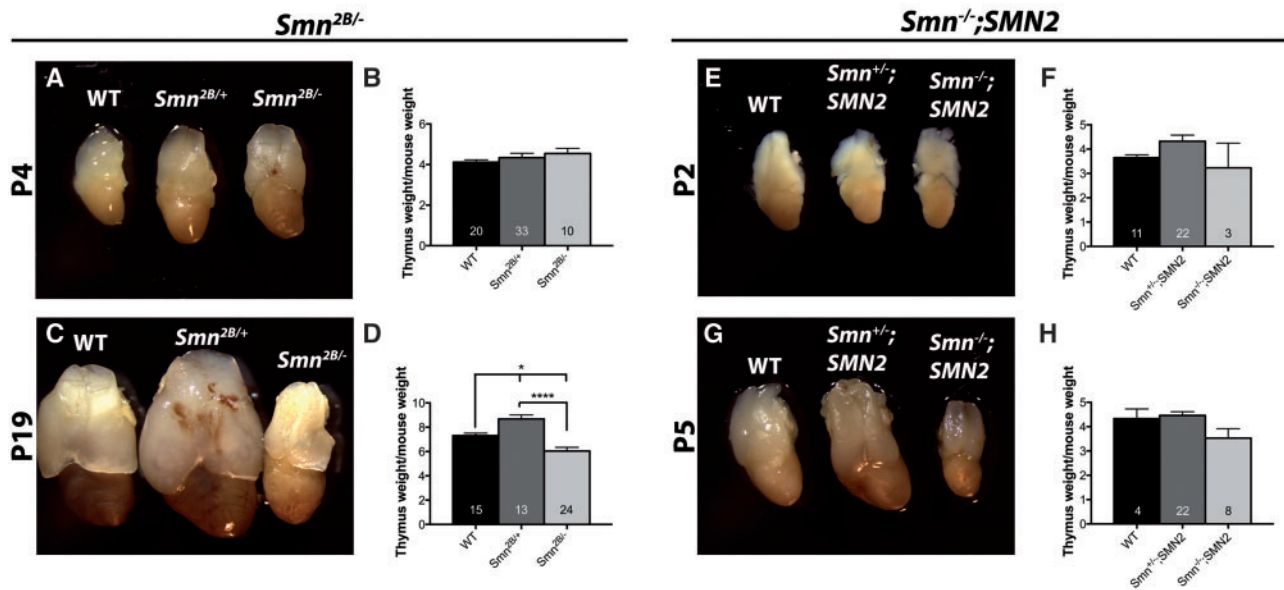 Smn2B/-
Smn-/-;SMN2
A
WT
Smn2B/+
Smn2B/-
P4
B
Thymus weight/mouse weight
6
4
2
0
20
33
10
WT
Smn2B/+
Smn2B/-
C
WT
Smn2B/+
Smn2B/-
P19
D
Thymus weight/mouse weight
10
8
6
4
2
0
*
****
15
13
24
WT
Smn2B/+
Smn2B/-
E
WT
Smn+/-;
SMN2
Smn-/-;
SMN2
P2
F
Thymus weight/mouse weight
5
4
3
2
1
0
11
22
3
WT
Smn+/-;SMN2
Smn-/-;SMN2
G
WT
Smn+/-;
SMN2
Smn-/-;
SMN2
P5
H
Thymus weight/mouse weight
5
4
3
2
1
0
4
22
8
WT
Smn+/-;SMN2
Smn-/-;SMN2